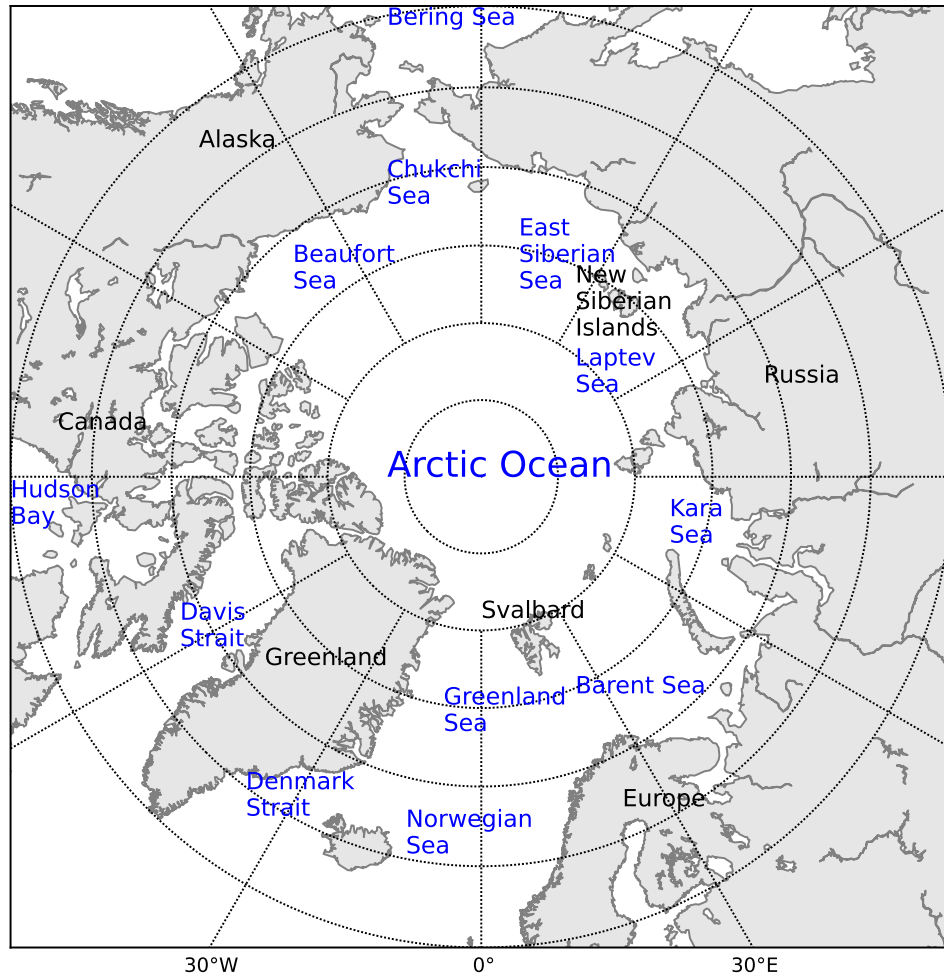 Bering Sea
Alaska
Chukchi
Sea
East
Siberian
Sea
Beaufort
Sea
New
Siberian
Islands
Laptev
Sea
Russia
Canada
Arctic Ocean
Hudson
Bay
Kara
Sea
Svalbard
Davis
Strait
Greenland
Greenland
Sea
Barent Sea
Denmark
Strait
Europe
Norwegian
Sea
30°W
0°
30°E